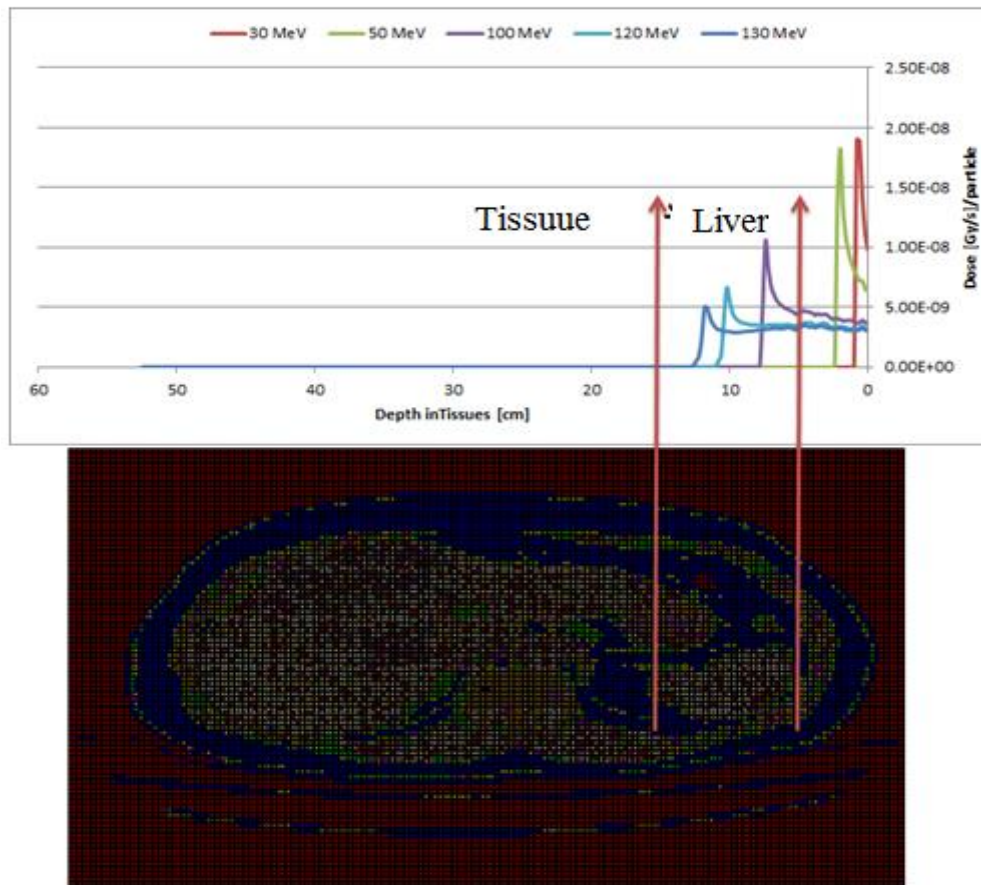 30 MeV 50 MeV 100 MeV 120 MeV 130 MeV
2.50E-08
2.00E-08
1.50E-08
1.00E-08
5.00E-09
0.00E+00
Dose [Gy/s]/particle
Tissuue Liver
60 50 40 30 20 10 0
Depth inTissues [cm]